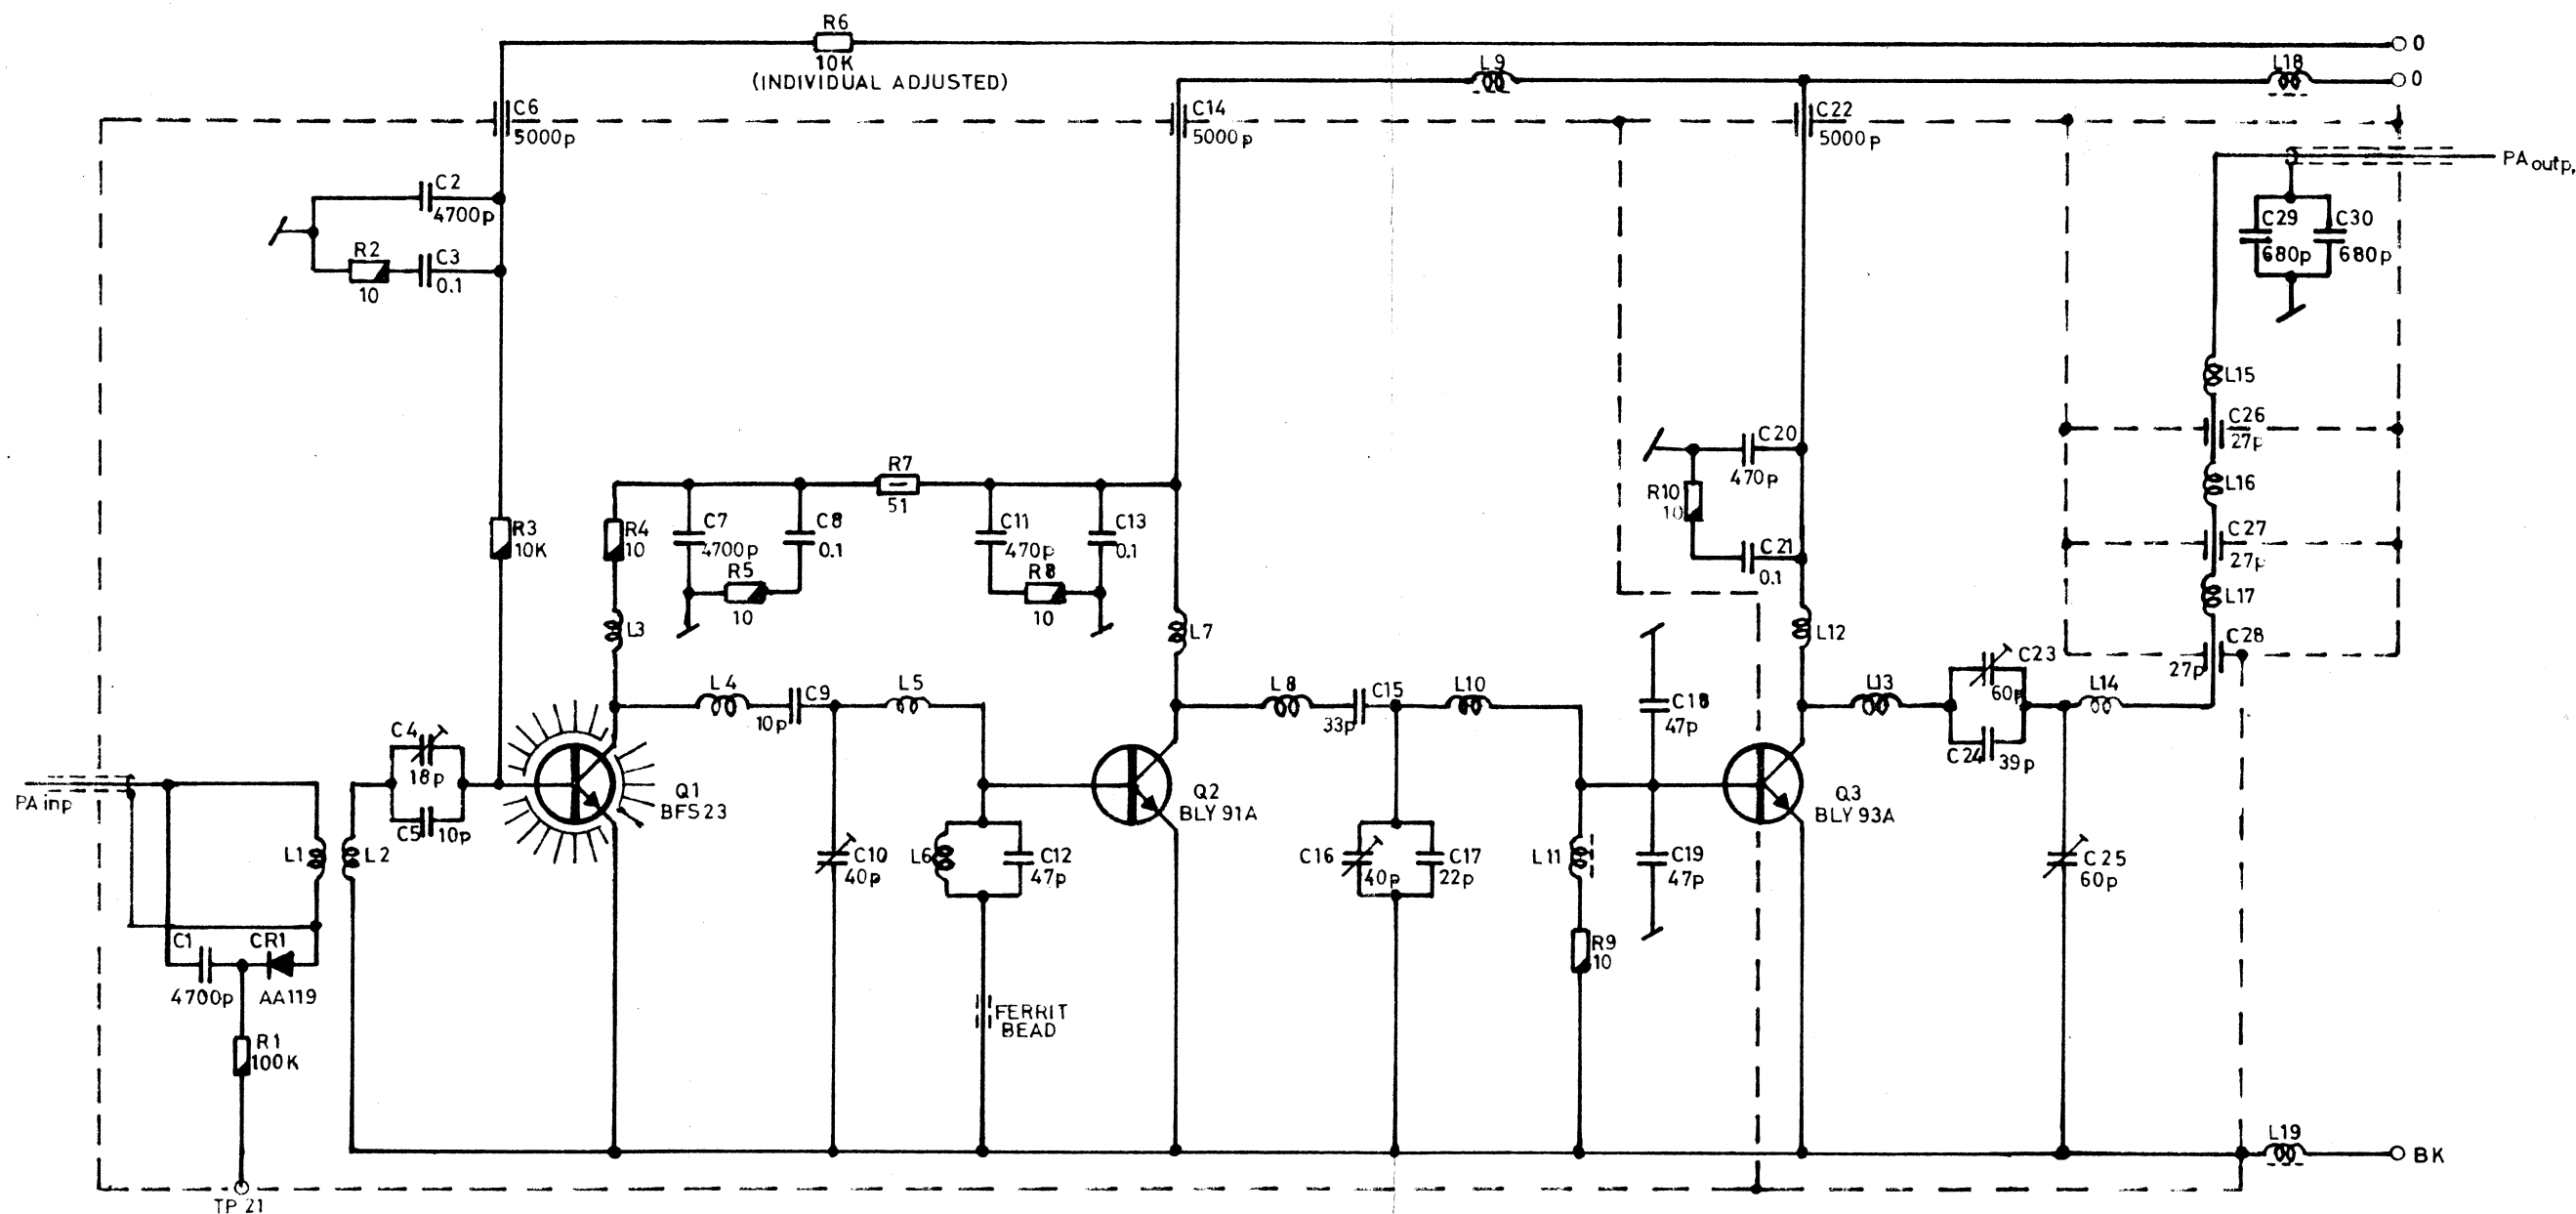 R6
10K
(INDIVIDUAL ADJUSTED)
0
L9
L18
0
C6
5000p
C14
5000p
C22
5000p
PA outp,
C2
4700p
R2
10
C3
0.1
C29
680p
C30
680p
L15
C26
27p
L16
C27
27p
L17
C28
27p
R3
10K
R4
10
C7
4700p
C8
0.1
R5
10
R7
51
C11
470p
C13
0.1
R8
10
C20
470p
R10
10
C21
0.1
L3
L7
L12
L4
C9
10p
L5
L8
C15
33p
L10
C18
47p
L13
C23
60p
C24
39p
L14
C4
18p
C5
10p
Q1
BFS23
Q2
BLY 91A
Q3
BLY 93A
PA inp
L1
L2
C10
40p
L6
C12
47p
C16
40p
C17
22p
L11
C19
47p
C25
60p
C1
4700p
CR1
AA119
R9
10
FERRIT
BEAD
R1
100K
L19
BK
TP 21